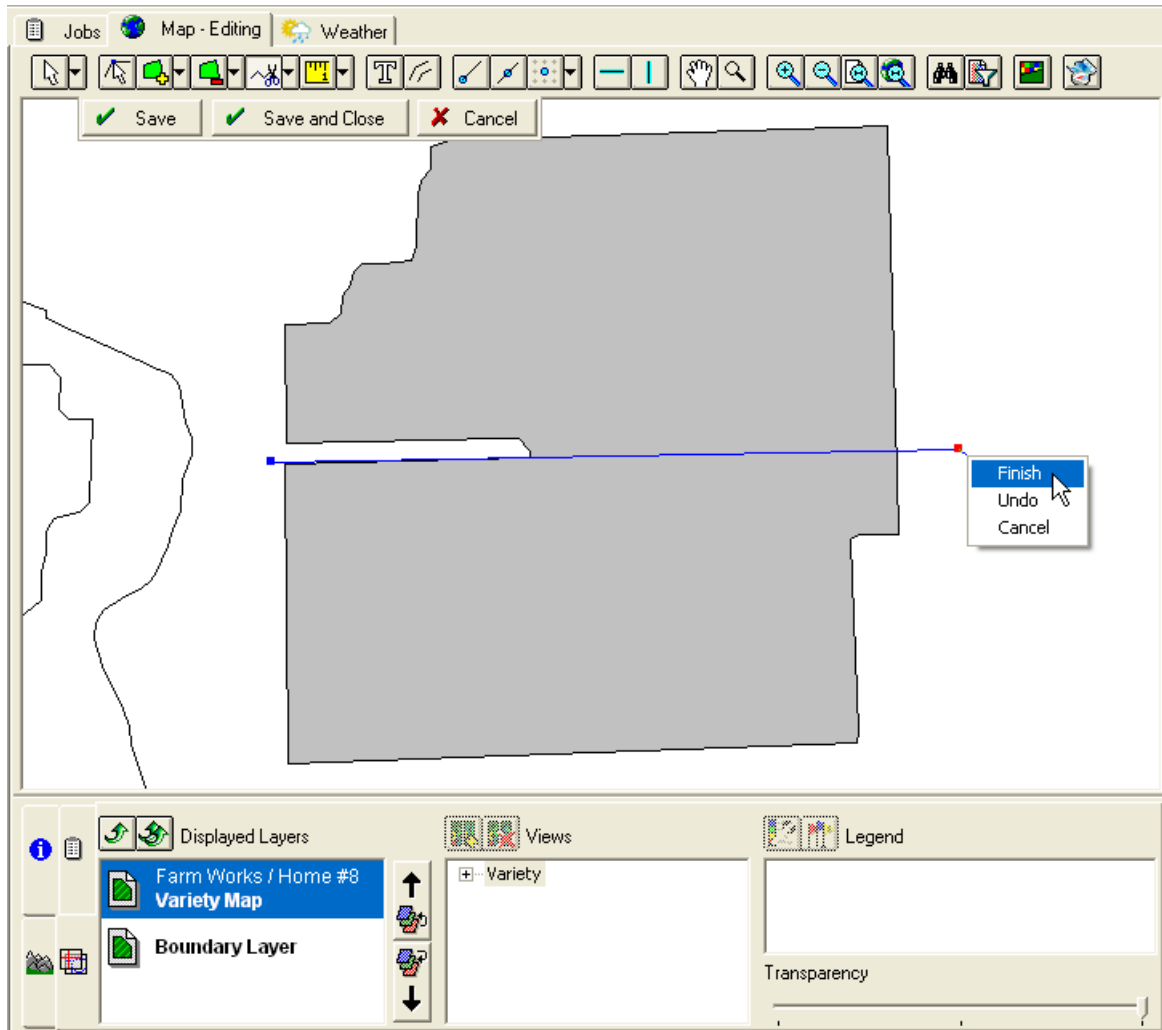 Jobs
Map - Editing
Weather
Save
Save and Close
Cancel
Finish
Undo
Cancel
Displayed Layers
Farm Works / Home #8
Variety Map
Boundary Layer
Views
Variety
Legend
Transparency